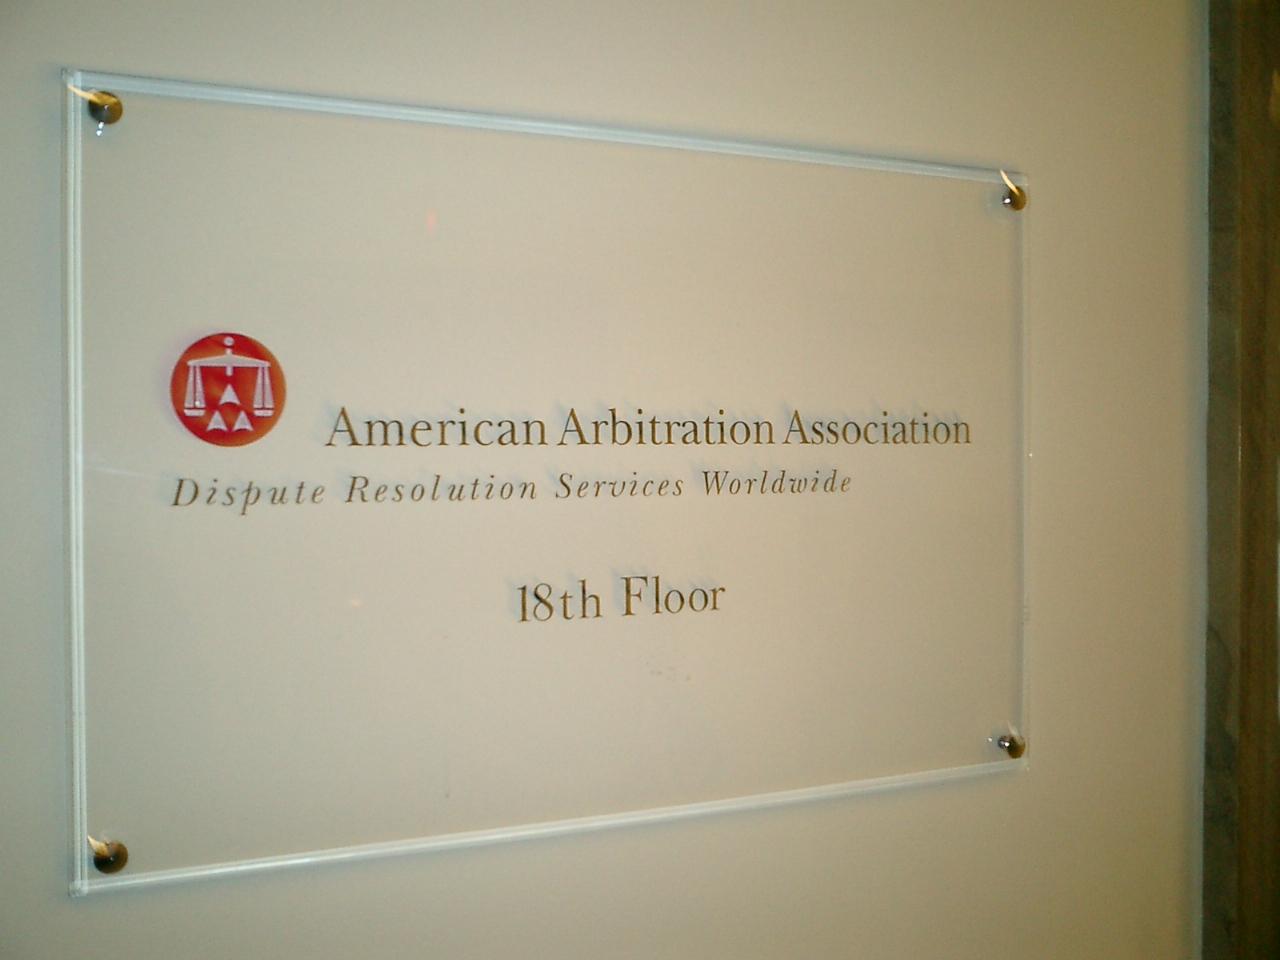 American Arbitration Association
Dispute Resolution Services Worldwide
18th Floor